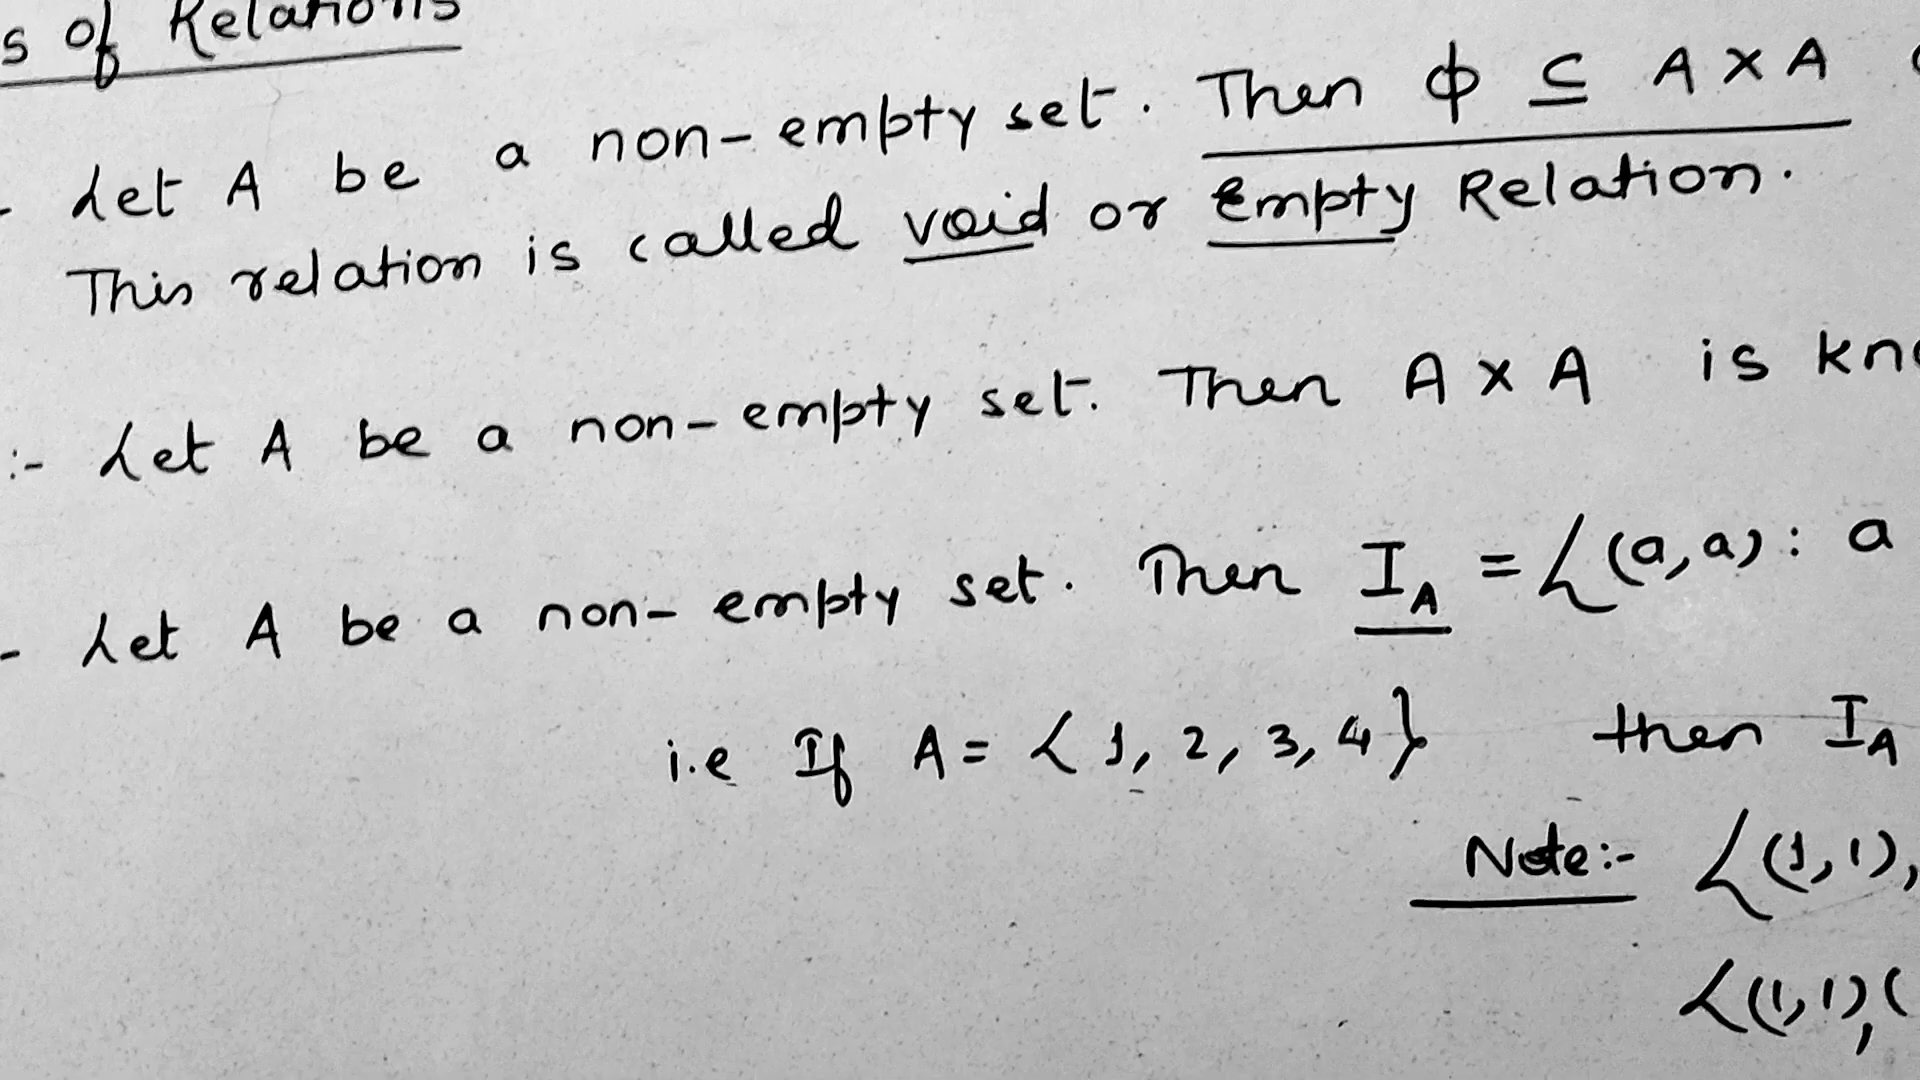 s of Relations
- Let A be a non-empty set. Then ϕ ⊆ A × A
This relation is called void or Empty Relation.
:- Let A be a non-empty set. Then A × A is
- Let A be a non-empty set. Then I_A = {(a,a): a
i.e If A = {1, 2, 3, 4} then I_A
Note:- {(1,1),
{(1,1),(